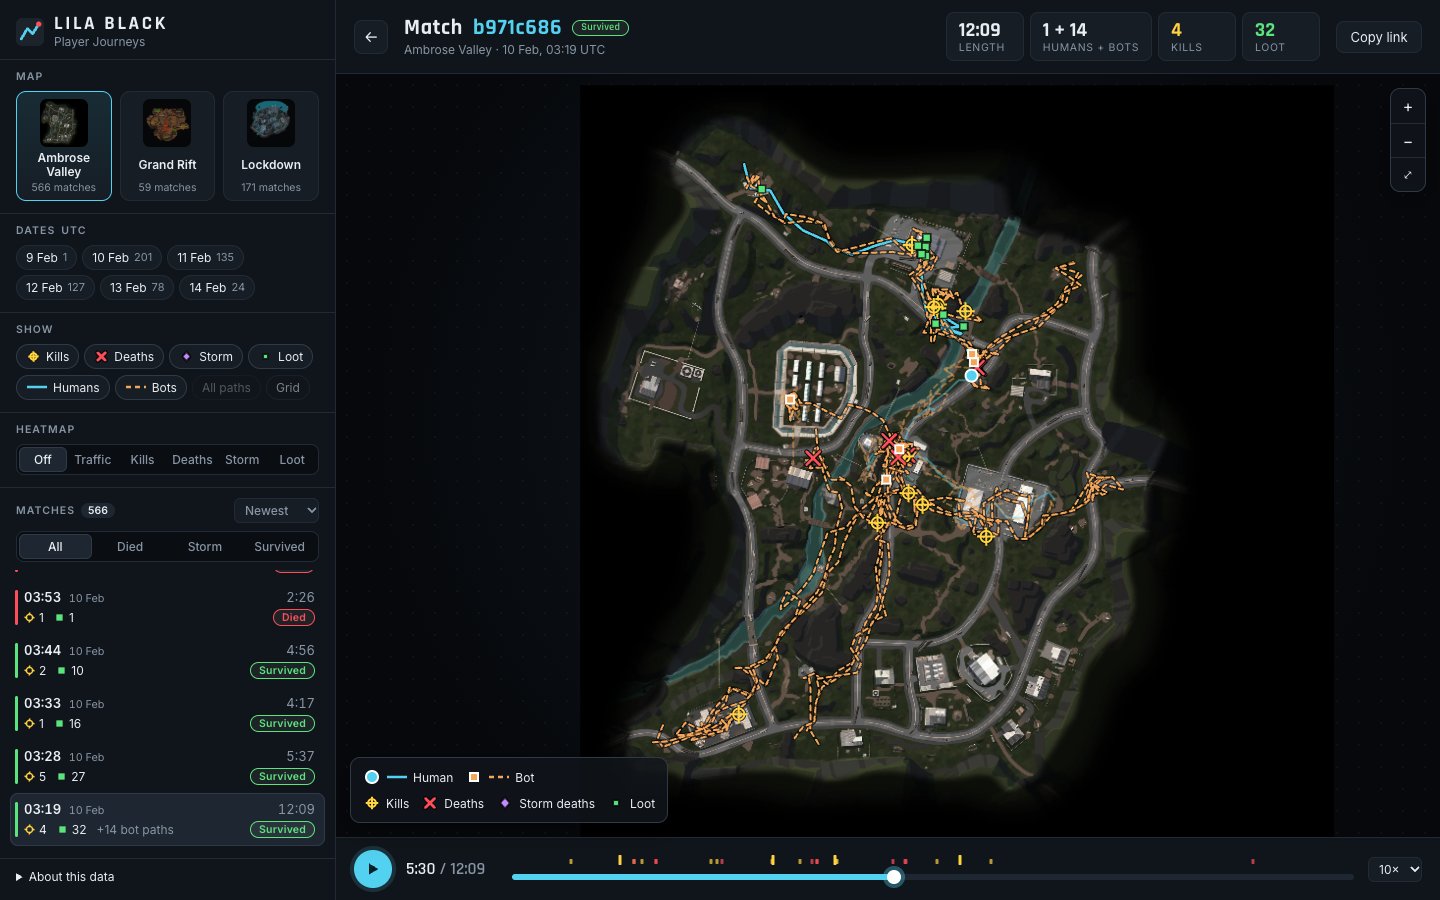 LILA BLACK
Player Journeys
MAP
Ambrose Valley
566 matches
Grand Rift
59 matches
Lockdown
171 matches
DATES UTC
9 Feb 1
10 Feb 201
11 Feb 135
12 Feb 127
13 Feb 78
14 Feb 24
SHOW
Kills
Deaths
Storm
Loot
Humans
Bots
All paths
Grid
HEATMAP
Off Traffic Kills Deaths Storm Loot
MATCHES 566
Newest
All Died Storm Survived
03:53 10 Feb 2:26
1 1 Died
03:44 10 Feb 4:56
2 10 Survived
03:33 10 Feb 4:17
1 16 Survived
03:28 10 Feb 5:37
5 27 Survived
03:19 10 Feb 12:09
4 32 +14 bot paths Survived
About this data
Match b971c686 Survived
Ambrose Valley · 10 Feb, 03:19 UTC
12:09
LENGTH
1 + 14
HUMANS + BOTS
4
KILLS
32
LOOT
Copy link
+
−
Human Bot
Kills Deaths Storm deaths Loot
5:30 / 12:09
10×